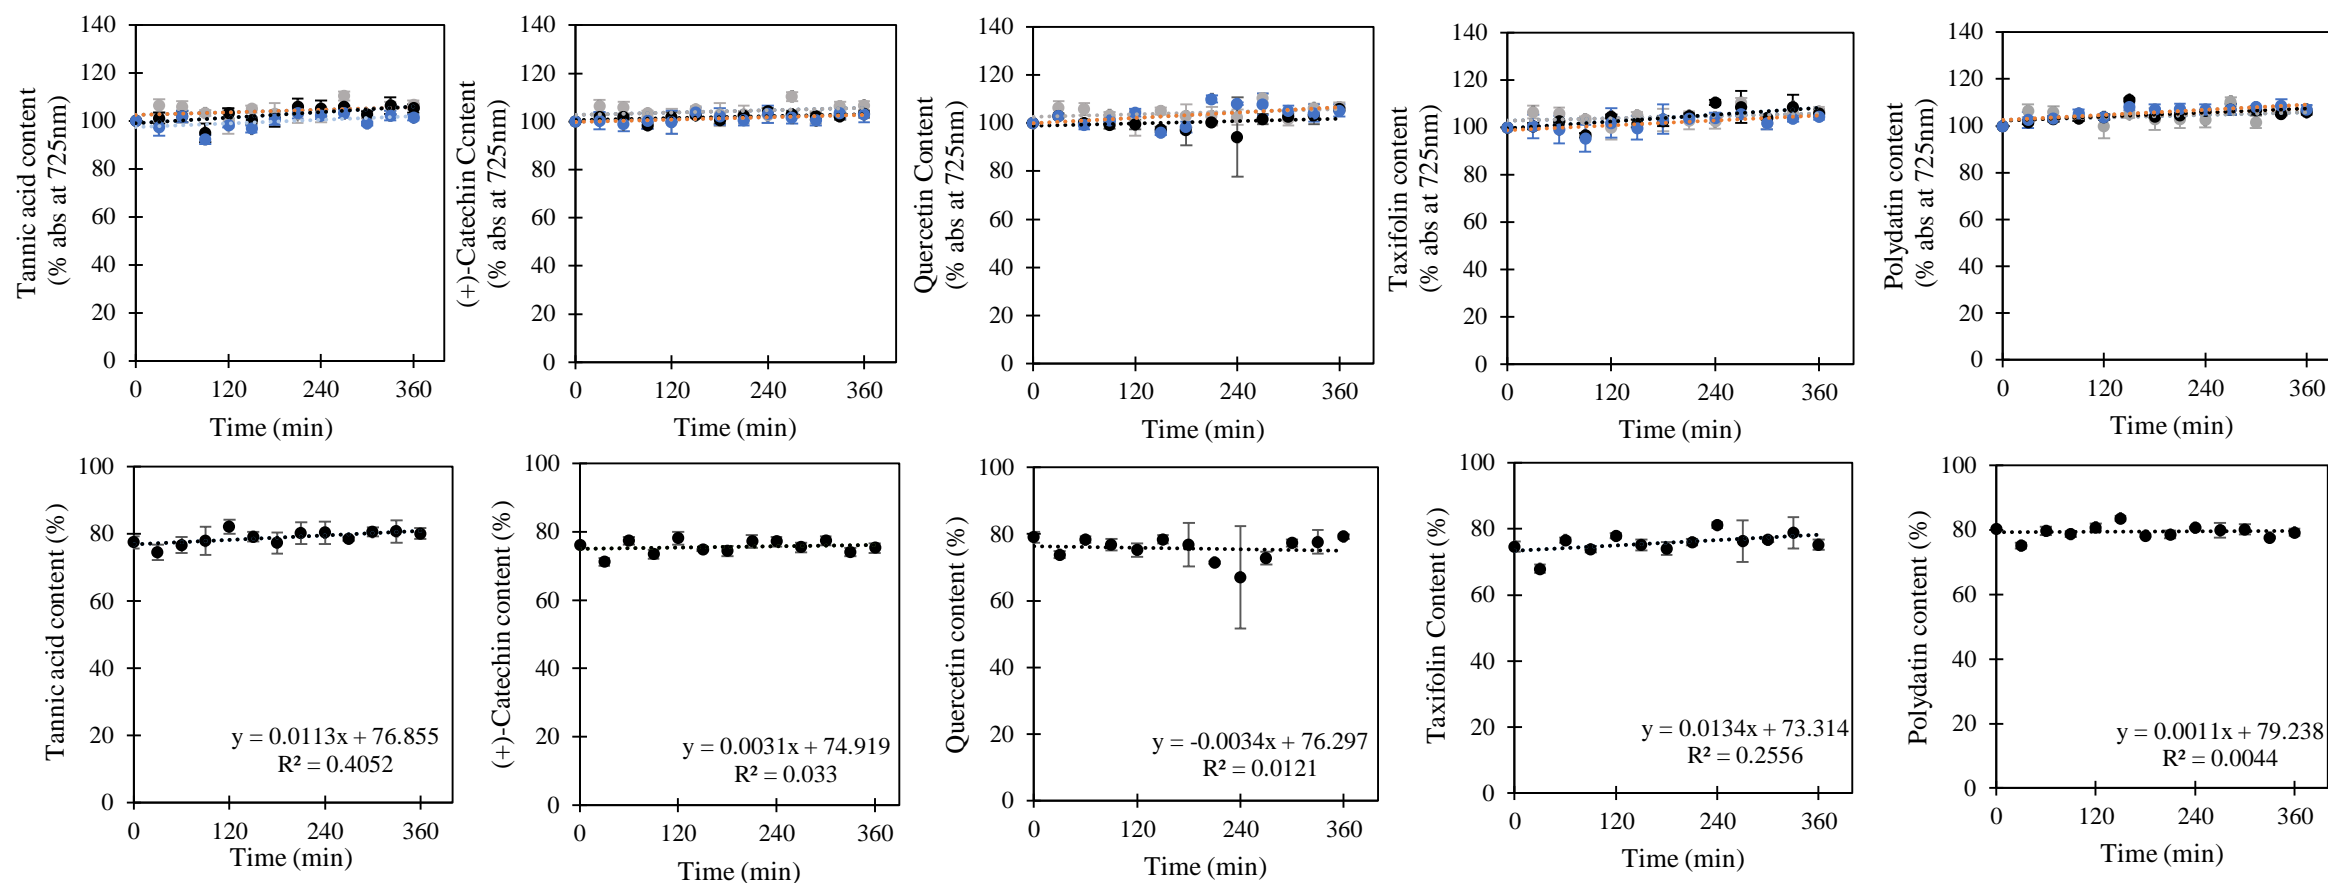 Tannic acid content
(% abs at 725nm)
140
120
100
80
60
40
20
0
0 120 240 360
Time (min)
(+)-Catechin Ccntent
(% abs at 725nm)
140
120
100
80
60
40
20
0
0 120 240 360
Time (min)
Quercetin Content
(% abs at 725nm)
140
120
100
80
60
40
20
0
0 120 240 360
Time (min)
Taxifolin content
(% abs at 725nm)
140
120
100
80
60
40
20
0
0 120 240 360
Time (min)
Polydatin content
(% abs at 725nm)
140
120
100
80
60
40
20
0
0 120 240 360
Time (min)
Tannic acid content (%)
100
80
60
40
20
0
y = 0.0113x + 76.855
R² = 0.4052
0 120 240 360
Time (min)
(+)-Catechin content (%)
100
80
60
40
20
0
y = 0.0031x + 74.919
R² = 0.033
0 120 240 360
Time (min)
Quercetin content (%)
100
80
60
40
20
0
y = -0.0034x + 76.297
R² = 0.0121
0 120 240 360
Time (min)
Taxifolin Content (%)
100
80
60
40
20
0
y = 0.0134x + 73.314
R² = 0.2556
0 120 240 360
Time (min)
Polydatin content (%)
100
80
60
40
20
0
y = 0.0011x + 79.238
R² = 0.0044
0 120 240 360
Time (min)